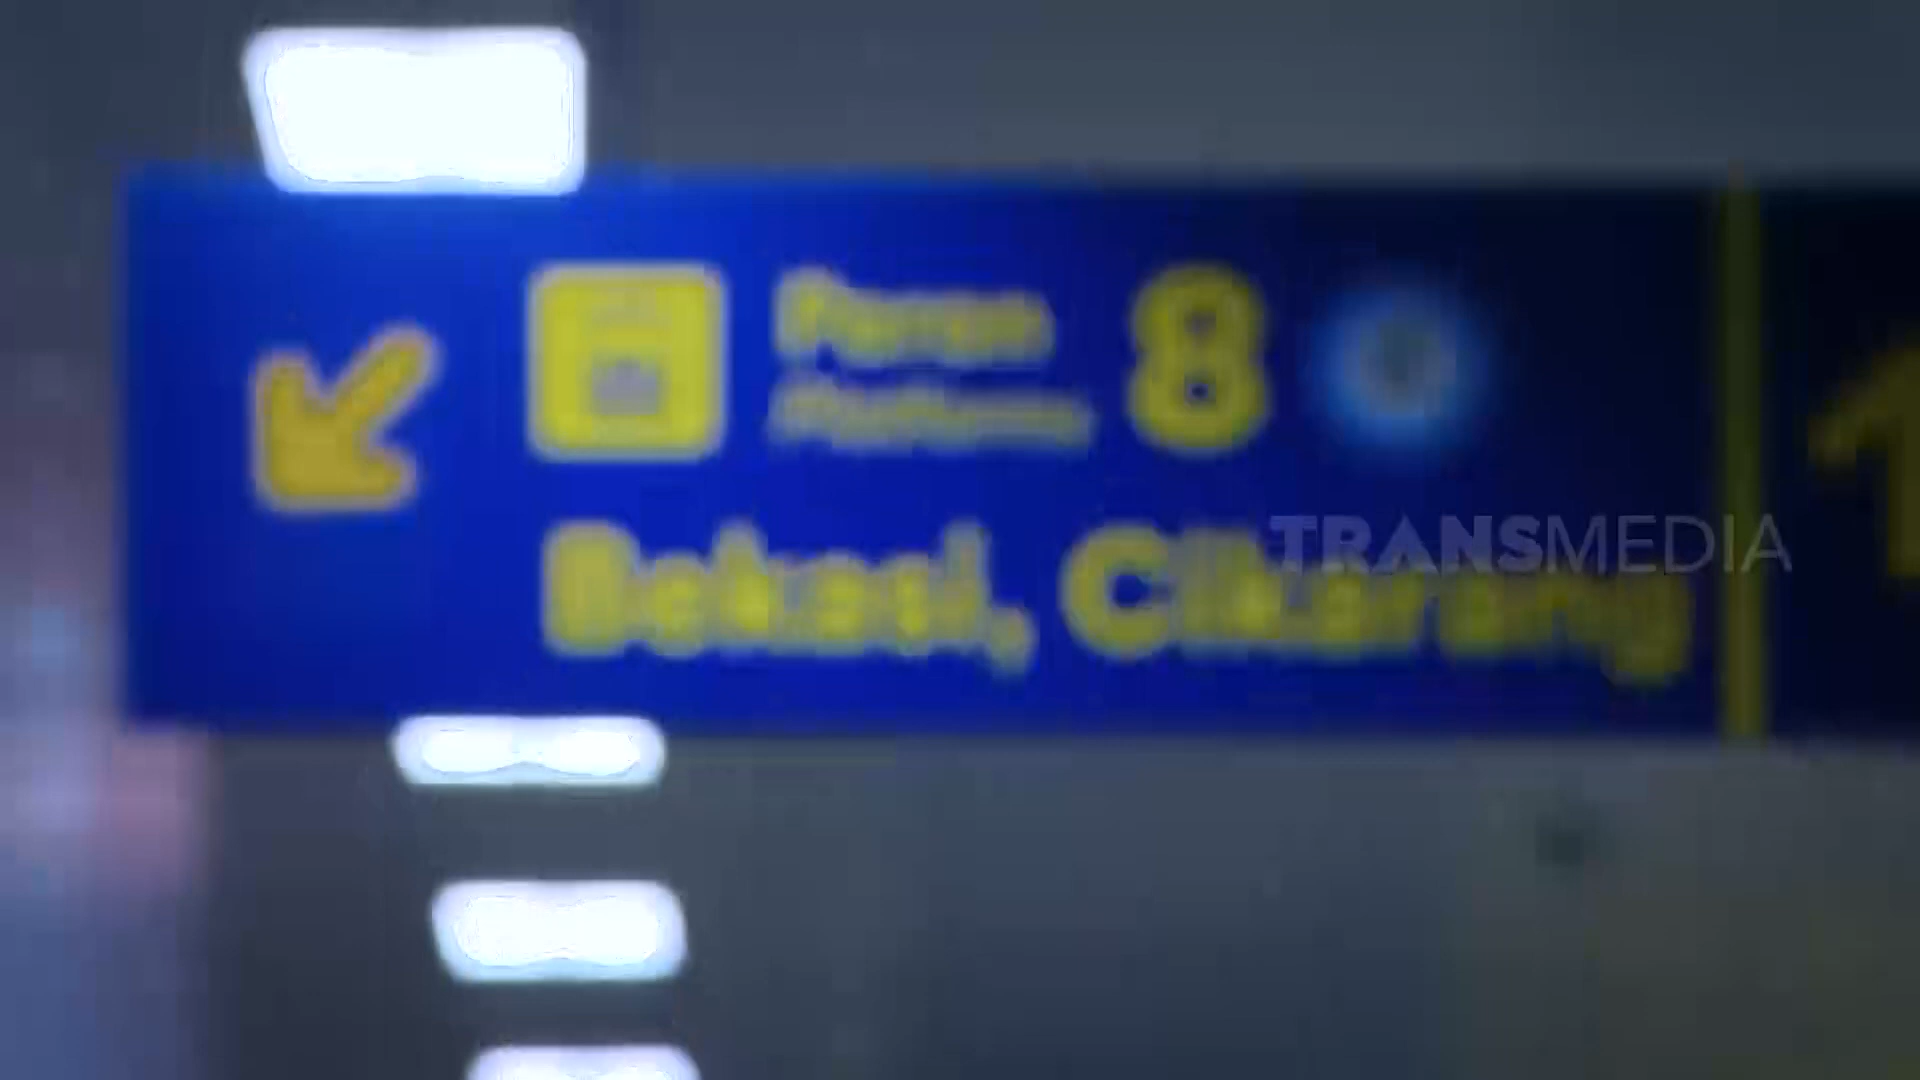 Peron
Platform
8
Bekasi, Cikarang
TRANSMEDIA